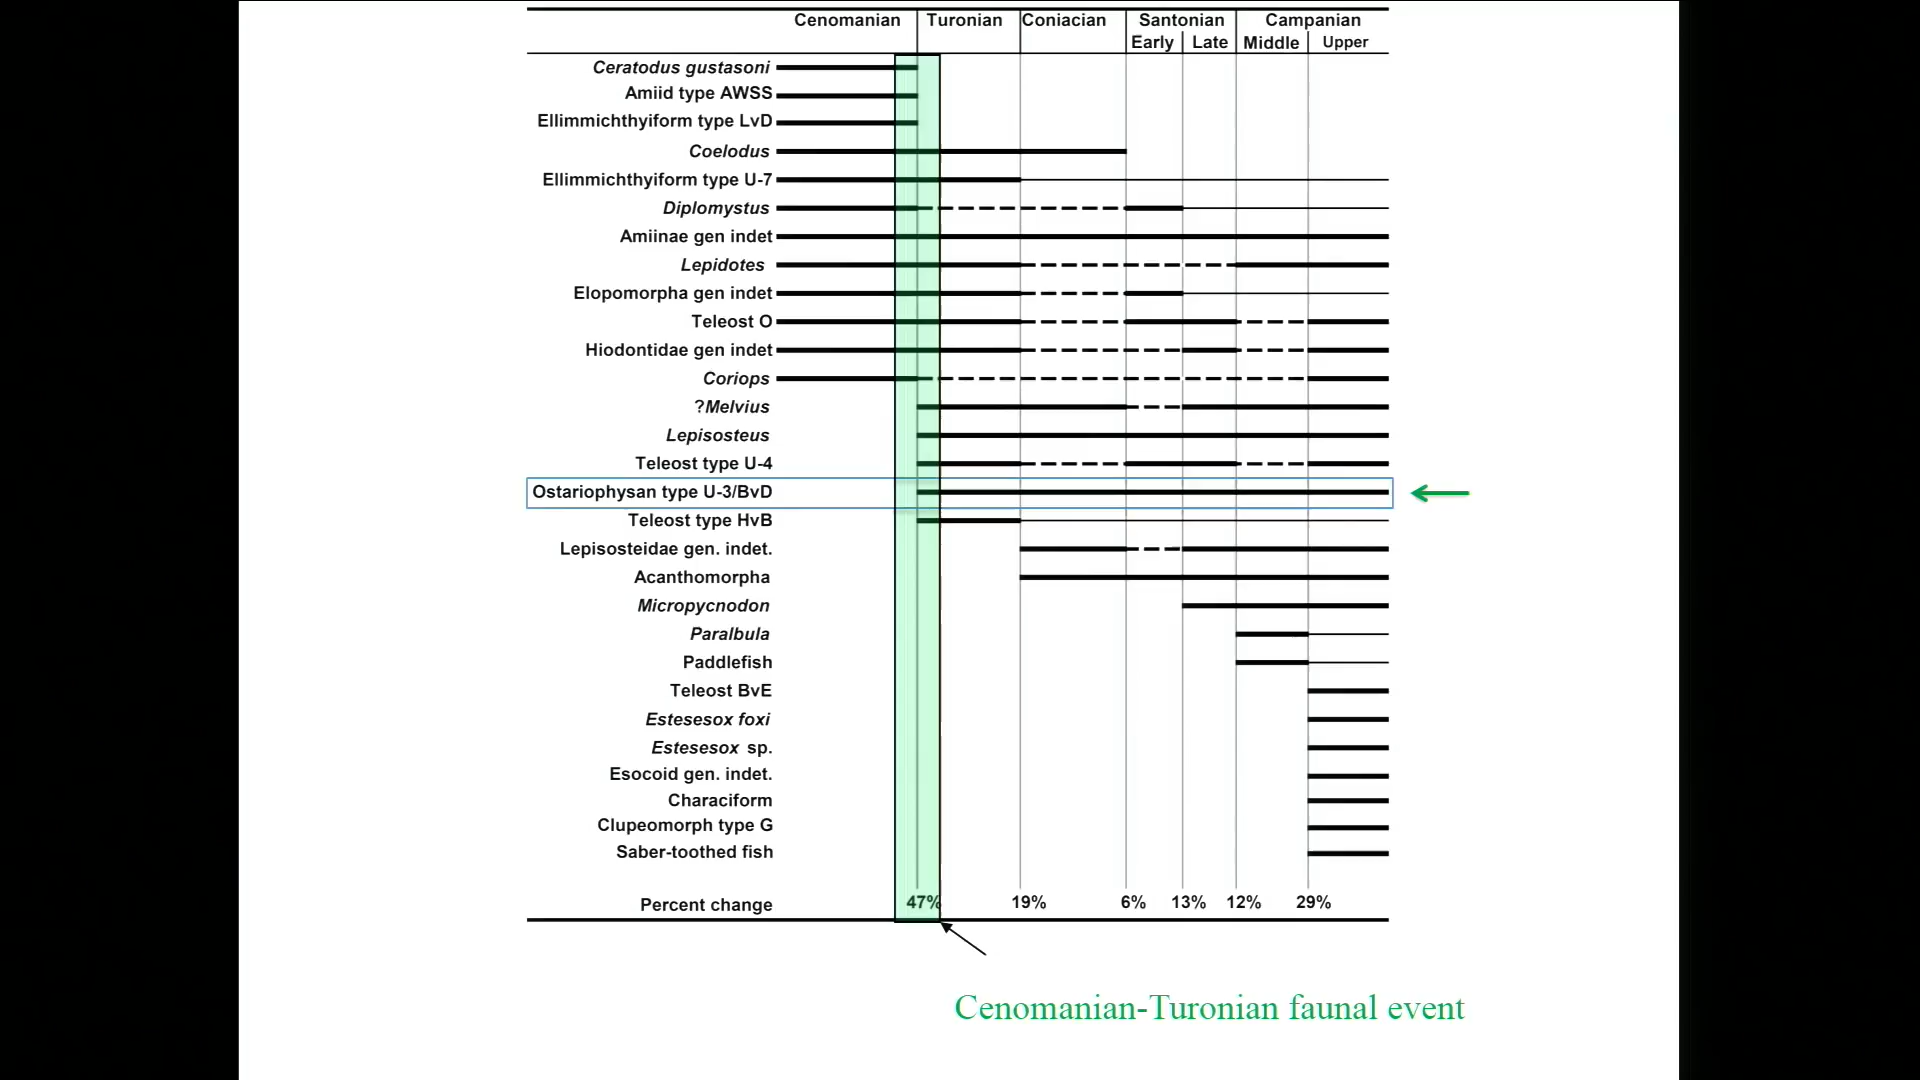 Cenomanian Turonian Coniacian Santonian Campanian
Early Late Middle Upper
Ceratodus gustasoni
Amiid type AWSS
Ellimmichthyiform type LvD
Coelodus
Ellimmichthyiform type U-7
Diplomystus
Amiinae gen indet
Lepidotes
Elopomorpha gen indet
Teleost O
Hiodontidae gen indet
Coriops
?Melvius
Lepisosteus
Teleost type U-4
Ostariophysan type U-3/BvD
Teleost type HvB
Lepisosteidae gen. indet.
Acanthomorpha
Micropycnodon
Paralbula
Paddlefish
Teleost BvE
Estesesox foxi
Estesesox sp.
Esocoid gen. indet.
Characiform
Clupeomorph type G
Saber-toothed fish
Percent change 47% 19% 6% 13% 12% 29%
Cenomanian-Turonian faunal event